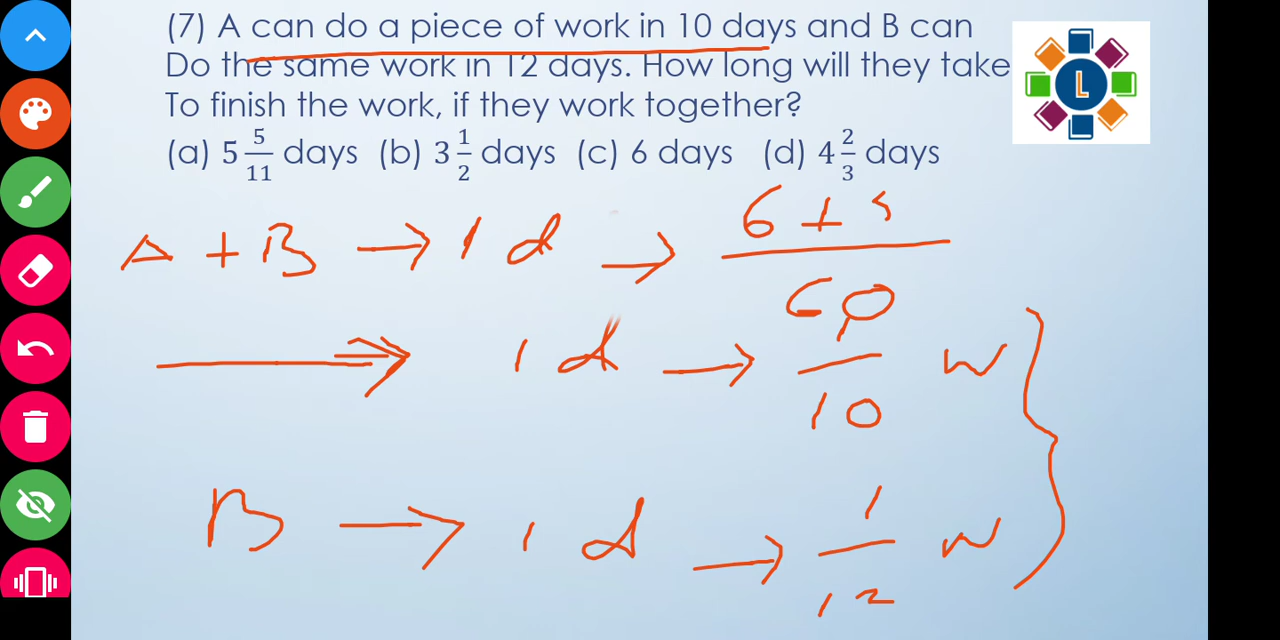 (7) A can do a piece of work in 10 days and B can
Do the same work in 12 days. How long will they take
To finish the work, if they work together?
(a) 5 5/11 days (b) 3 1/2 days (c) 6 days (d) 4 2/3 days
L
A + B → 1 d → 6 + 5 / 60
⟹ 1 d → 1/10 w
B → 1 d → 1/12 w